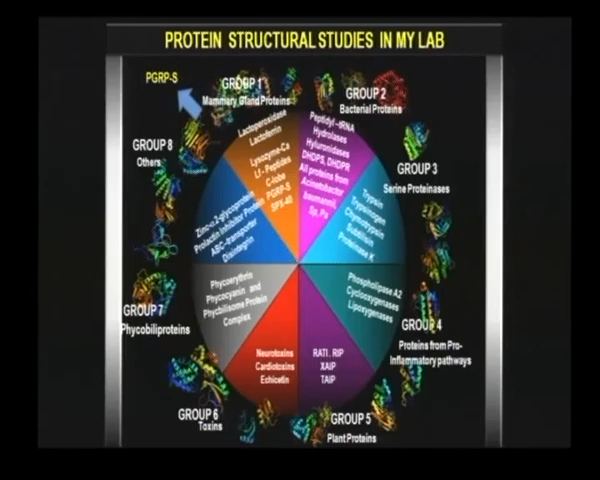 PROTEIN STRUCTURAL STUDIES IN MY LAB
PGRP-S
GROUP 1
Mammary Gland Proteins
Lactoperoxidase
Lactoferrin
Lysozyme-Ca
Lf - Peptides
C-lobe
PGRP-S
SPX-40
GROUP 2
Bacterial Proteins
Peptidyl -tRNA
Hydrolases
Hyluronidases
DHDPS, DHDPR
All proteins from
Acinetobacter
baumannii,
Sp, Pa
GROUP 3
Serine Proteinases
Trypsin
Trypsinogen
Chymotrypsin
Subtilisin
Proteinase K
GROUP 4
Proteins from Pro-
Inflammatory pathways
Phospholipase A2
Cyclooxygenases
Lipoxygenases
GROUP 5
Plant Proteins
RATI . RIP
XAIP
TAIP
GROUP 6
Toxins
Neurotoxins
Cardiotoxins
Echicetin
GROUP 7
Phycobiliproteins
Phycoerythrin
Phycocyanin and
Phycbilisome Protein
Complex
GROUP 8
Others
Zinc-α2-glycoprotein
Prolactin Inhibitor Protein
ABC-transporter
Disintegrin